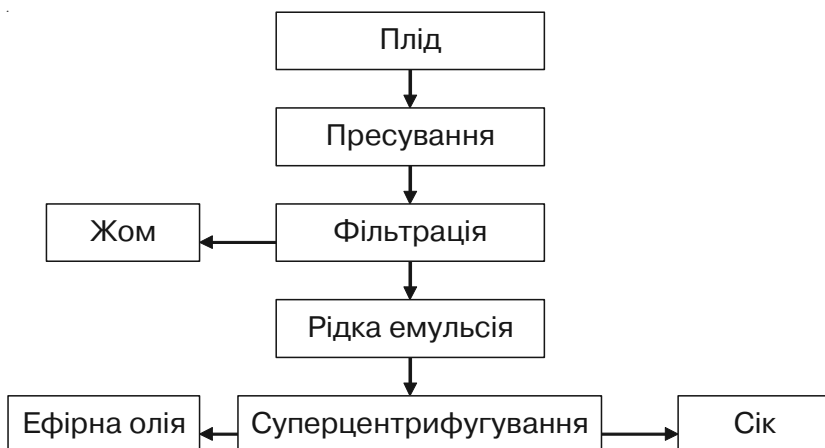 Плід
Пресування
Жом
Фільтрація
Рідка емульсія
Ефірна олія
Суперцентрифугування
Сік